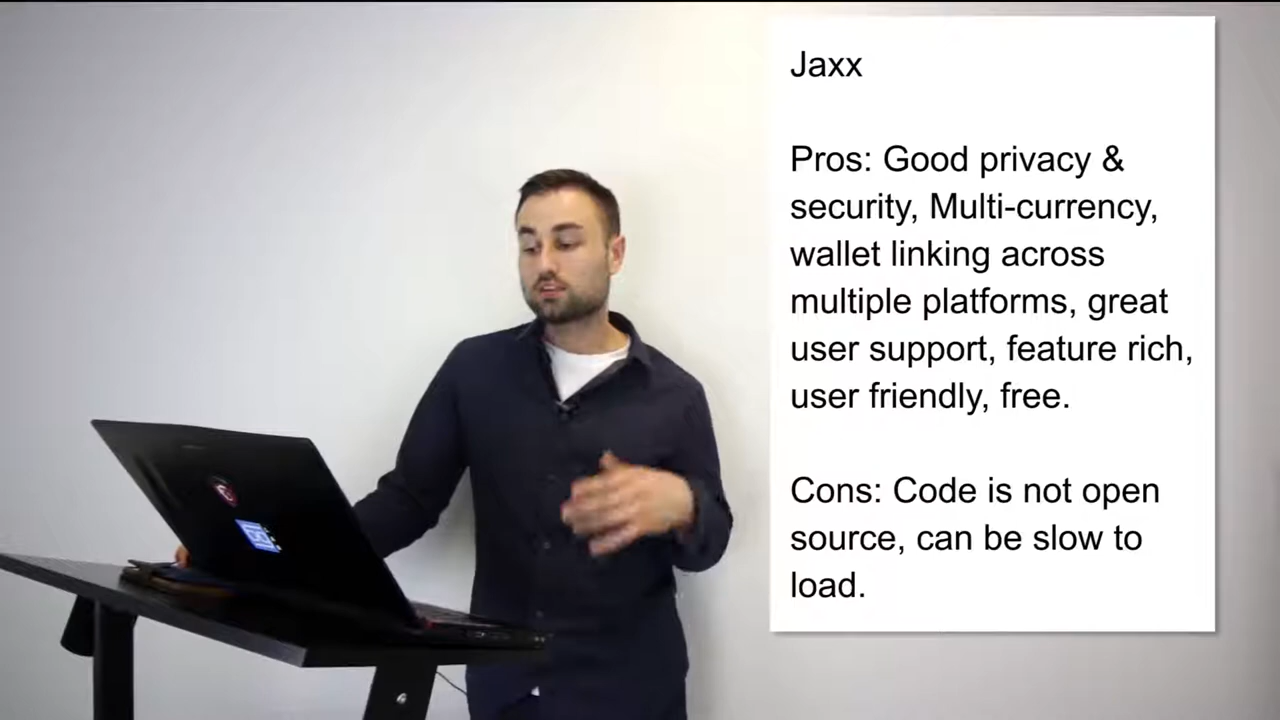 Jaxx
Pros: Good privacy &
security, Multi-currency,
wallet linking across
multiple platforms, great
user support, feature rich,
user friendly, free.
Cons: Code is not open
source, can be slow to
load.